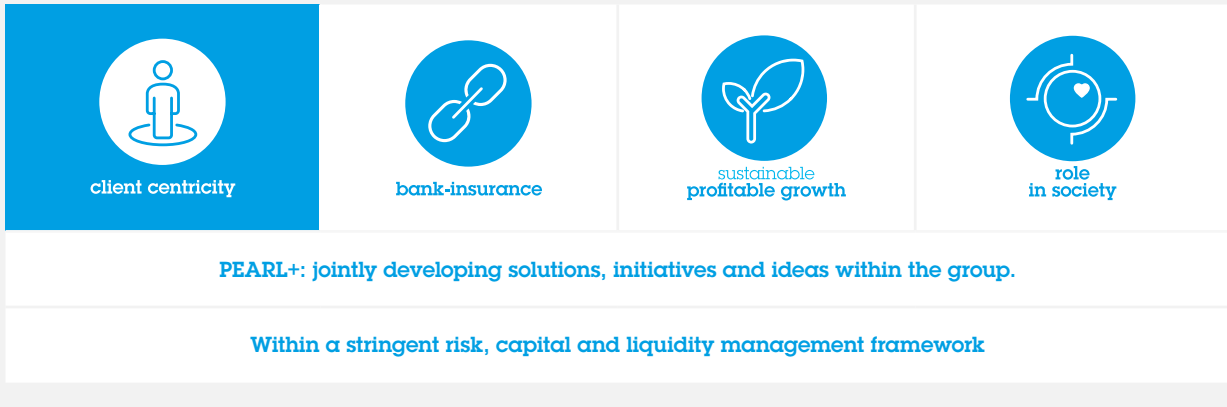 client centricity
bank-insurance
sustainable
profitable growth
role
in society
PEARL+: jointly developing solutions, initiatives and ideas within the group.
Within a stringent risk, capital and liquidity management framework